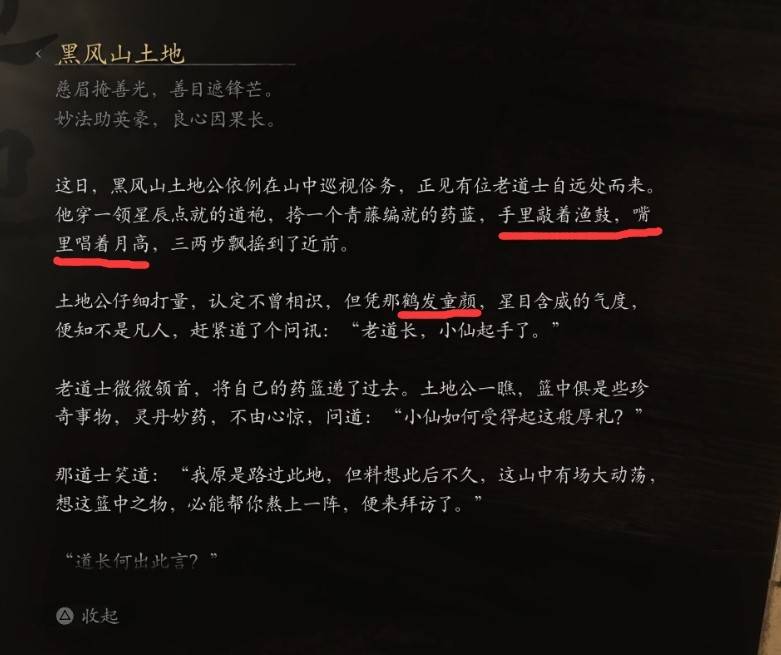 黑风山土地
慈眉掩善光，善目遮锋芒。
妙法助英豪，良心因果长。
这日，黑风山土地公依例在山中巡视俗务，正见有位老道士自远处而来。
他穿一领星辰点就的道袍，挎一个青藤编就的药蓝，手里敲着渔鼓，嘴
里唱着月高，三两步飘摇到了近前。
土地公仔细打量，认定不曾相识，但凭那鹤发童颜，星目含威的气度，
便知不是凡人，赶紧道了个问讯：“老道长，小仙起手了。”
老道士微微颔首，将自己的药篮递了过去。土地公一瞧，篮中俱是些珍
奇事物，灵丹妙药，不由心惊，问道：“小仙如何受得起这般厚礼？”
那道士笑道：“我原是路过此地，但料想此后不久，这山中有场大动荡，
想这篮中之物，必能帮你熬上一阵，便来拜访了。”
“道长何出此言？”
收起